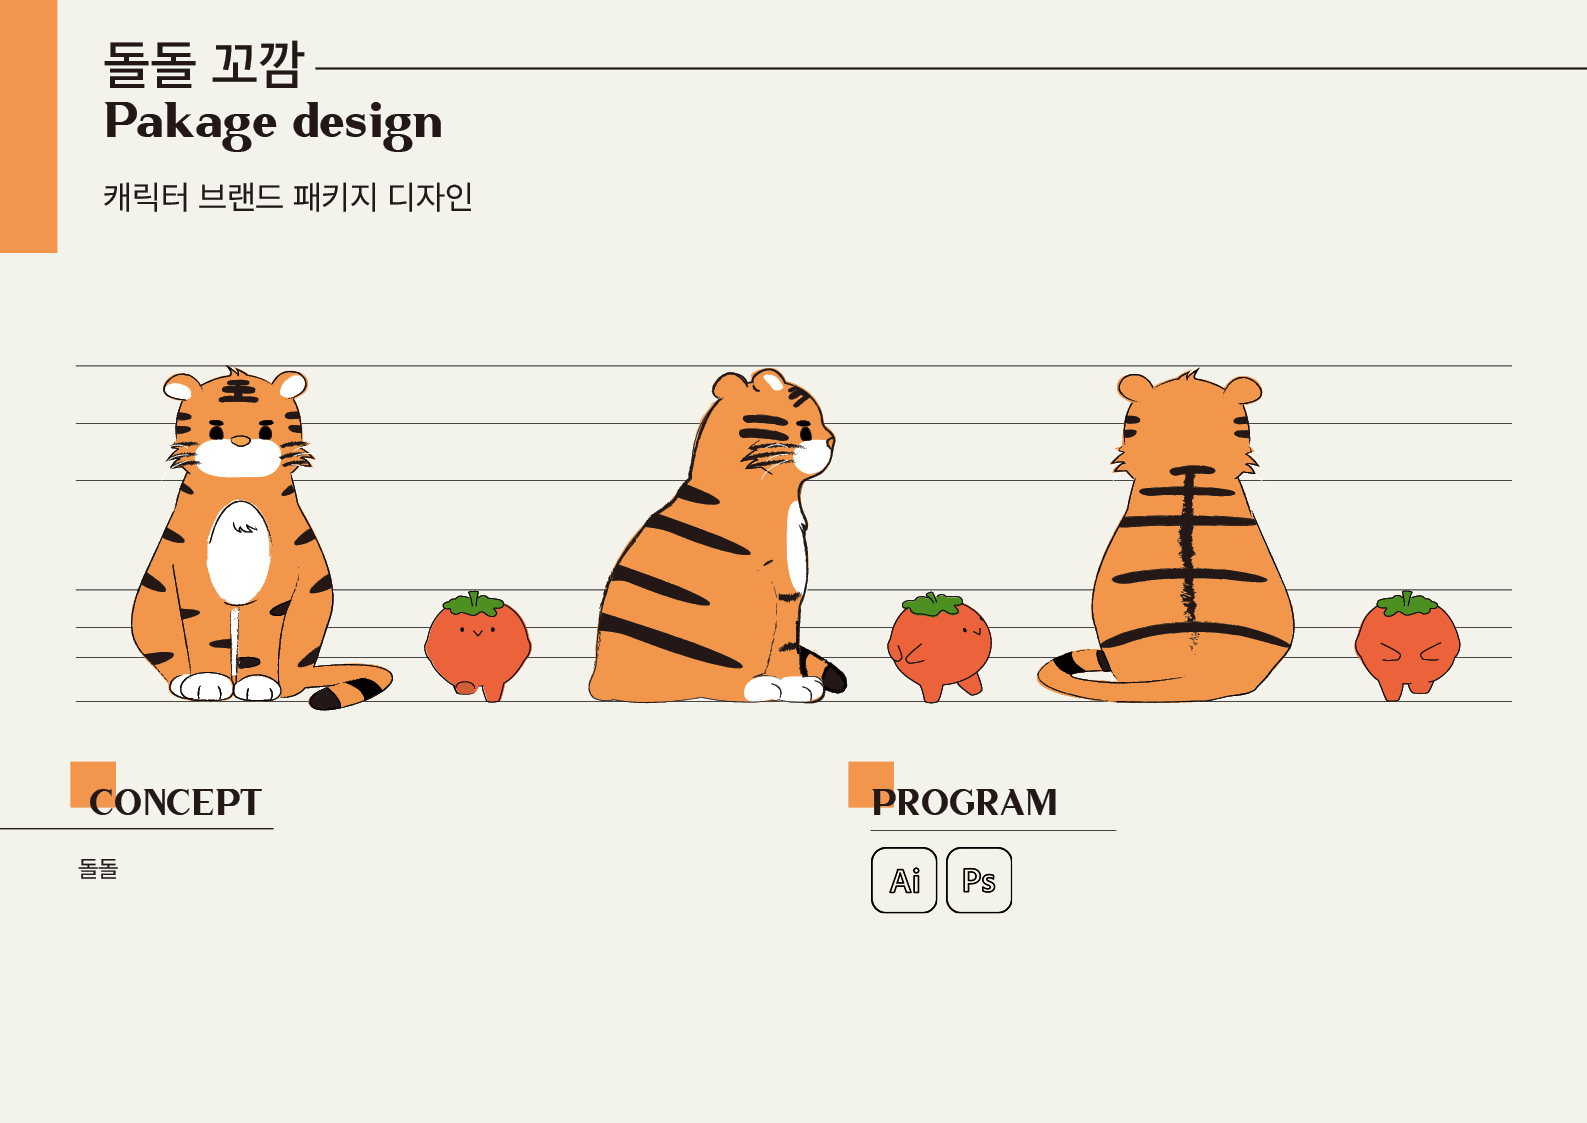 돌돌 꼬깜
Pakage design
캐릭터 브랜드 패키지 디자인
CONCEPT
돌돌
PROGRAM
Ai Ps